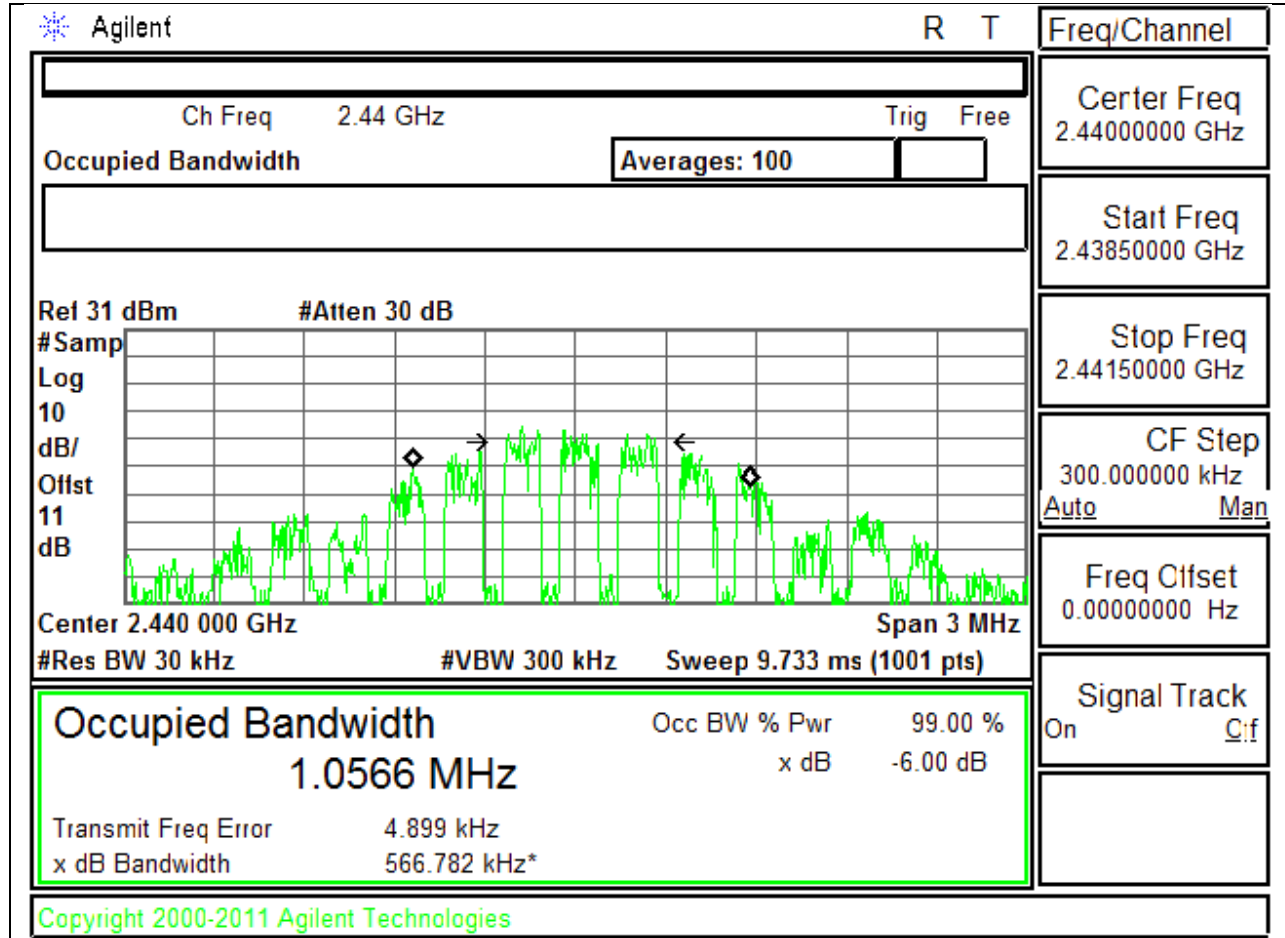 Agilent R T
Ch Freq 2.44 GHz Trig Free
Occupied Bandwidth Averages: 100
Ref 31 dBm #Atten 30 dB
#Samp
Log
10
dB/
Offst
11
dB
Center 2.440 000 GHz Span 3 MHz
#Res BW 30 kHz #VBW 300 kHz Sweep 9.733 ms (1001 pts)
Occupied Bandwidth Occ BW % Pwr 99.00 %
1.0566 MHz x dB -6.00 dB
Transmit Freq Error 4.899 kHz
x dB Bandwidth 566.782 kHz*
Copyright 2000-2011 Agilent Technologies
Freq/Channel
Center Freq
2.44000000 GHz
Start Freq
2.43850000 GHz
Stop Freq
2.44150000 GHz
CF Step
300.000000 kHz
Auto Man
Freq Offset
0.00000000 Hz
Signal Track
On Off